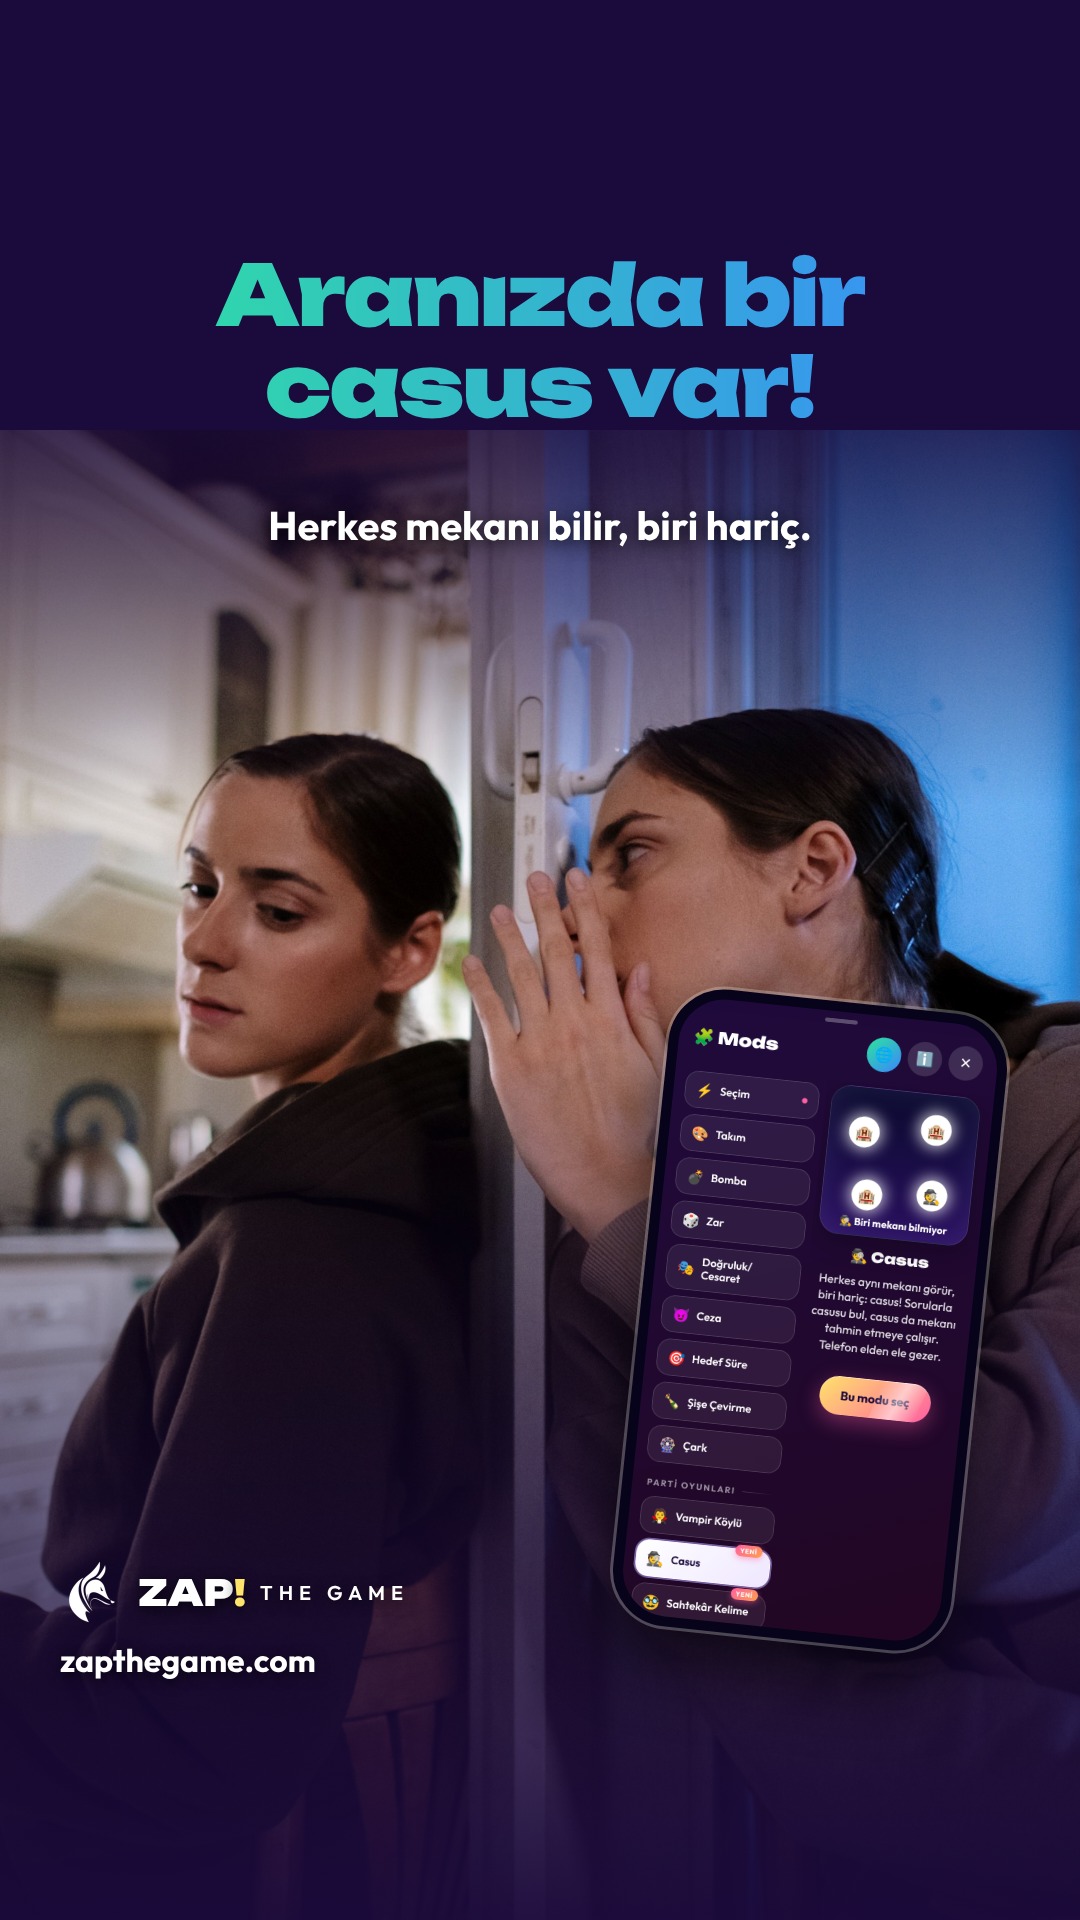 Aranızda bir
casus var!
Herkes mekanı bilir, biri hariç.
Mods
Seçim
Takım
Bomba
Zar
Doğruluk/
Cesaret
Ceza
Hedef Süre
Şişe Çevirme
Çark
PARTİ OYUNLARI
Vampir Köylü
YENİ
Casus
YENİ
Sahtekâr Kelime
Biri mekanı bilmiyor
Casus
Herkes aynı mekanı görür,
biri hariç: casus! Sorularla
casusu bul, casus da mekanı
tahmin etmeye çalışır.
Telefon elden ele gezer.
Bu modu seç
ZAP! THE GAME
zapthegame.com